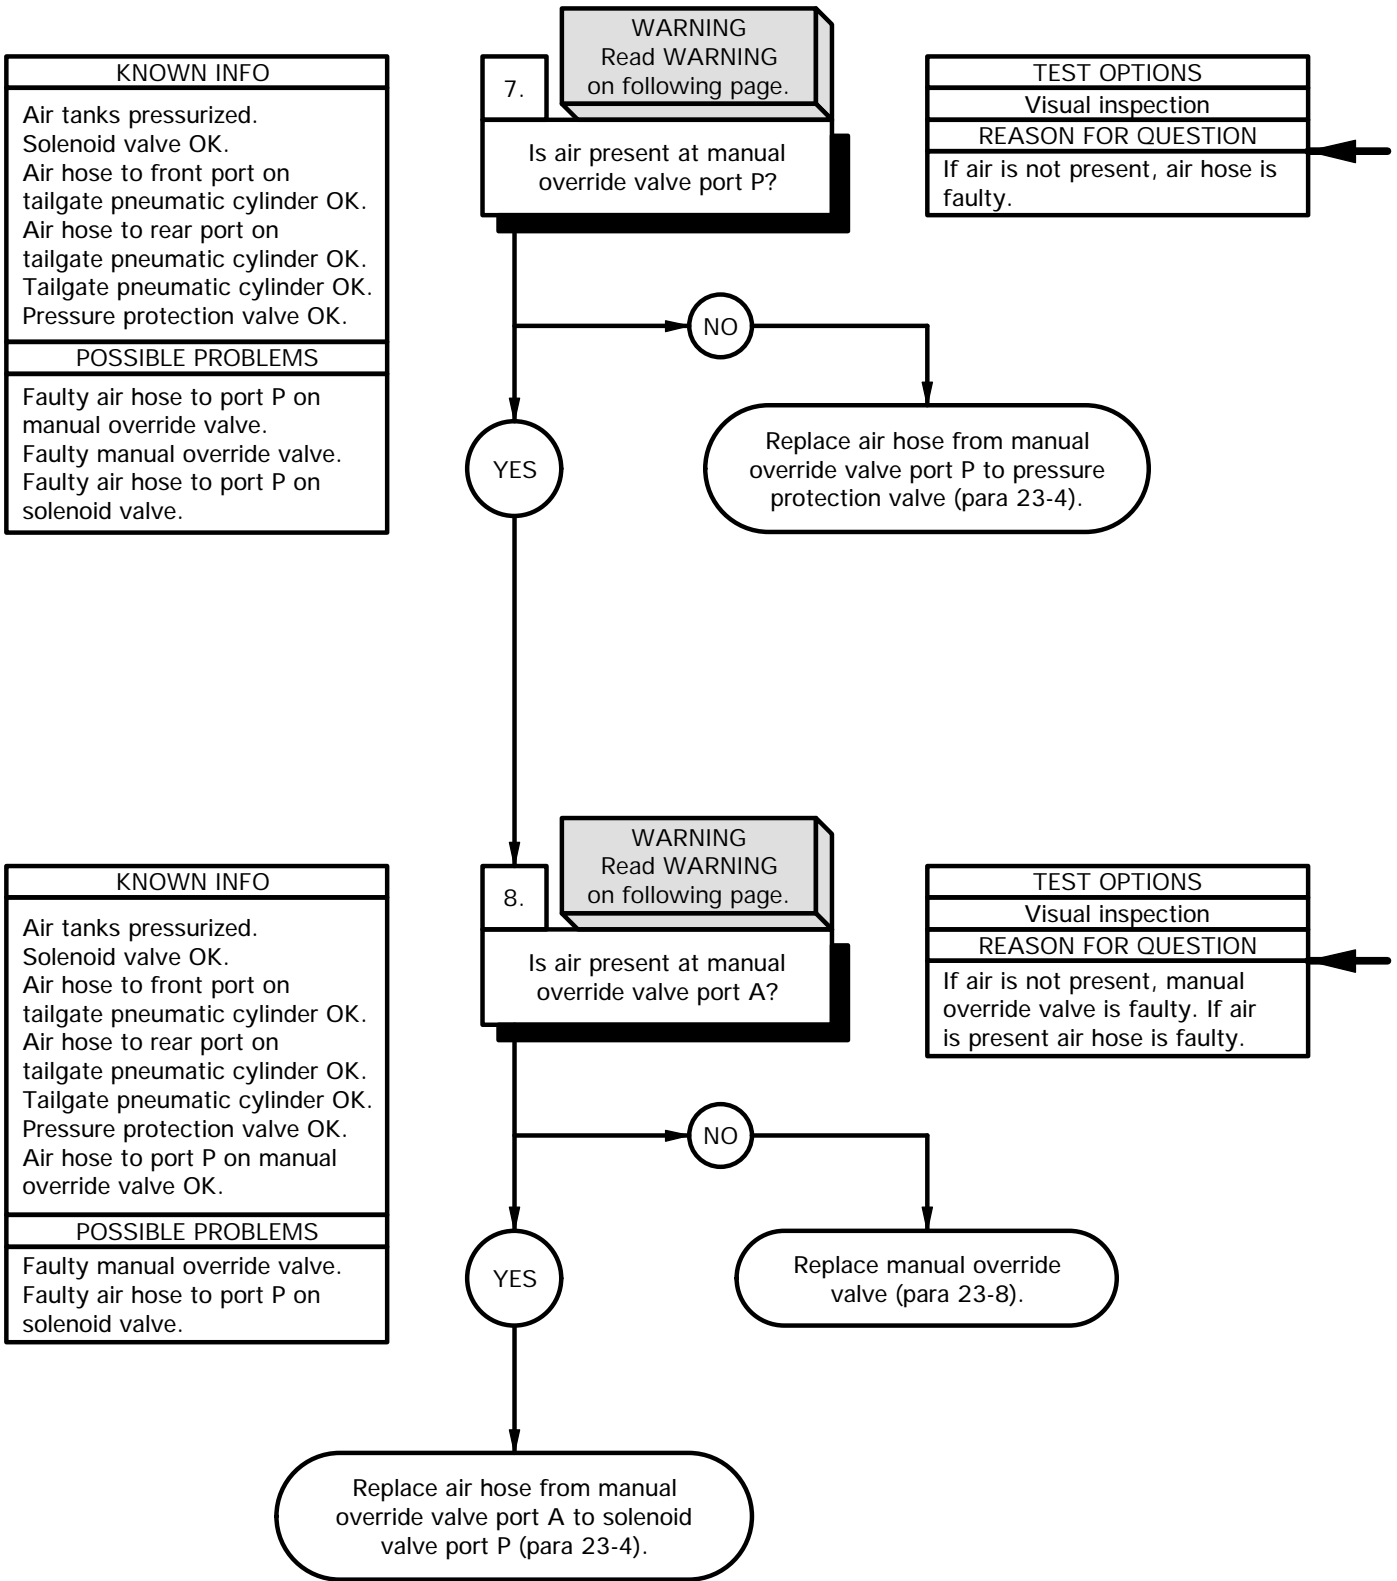 KNOWN INFO
Air tanks pressurized.
Solenoid valve OK.
Air hose to front port on
tailgate pneumatic cylinder OK.
Air hose to rear port on
tailgate pneumatic cylinder OK.
Tailgate pneumatic cylinder OK.
Pressure protection valve OK.
POSSIBLE PROBLEMS
Faulty air hose to port P on
manual override valve.
Faulty manual override valve.
Faulty air hose to port P on
solenoid valve.
WARNING
Read WARNING
on following page.
7.
Is air present at manual
override valve port P?
TEST OPTIONS
Visual inspection
REASON FOR QUESTION
If air is not present, air hose is
faulty.
NO
YES
Replace air hose from manual
override valve port P to pressure
protection valve (para 23-4).
KNOWN INFO
Air tanks pressurized.
Solenoid valve OK.
Air hose to front port on
tailgate pneumatic cylinder OK.
Air hose to rear port on
tailgate pneumatic cylinder OK.
Tailgate pneumatic cylinder OK.
Pressure protection valve OK.
Air hose to port P on manual
override valve OK.
POSSIBLE PROBLEMS
Faulty manual override valve.
Faulty air hose to port P on
solenoid valve.
WARNING
Read WARNING
on following page.
8.
Is air present at manual
override valve port A?
TEST OPTIONS
Visual inspection
REASON FOR QUESTION
If air is not present, manual
override valve is faulty. If air
is present air hose is faulty.
NO
YES
Replace manual override
valve (para 23-8).
Replace air hose from manual
override valve port A to solenoid
valve port P (para 23-4).